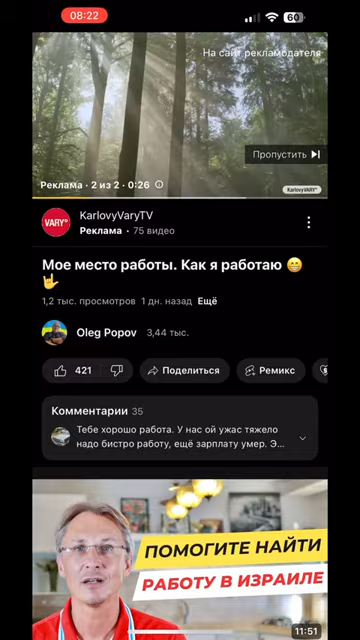 08:22
60
На сайт рекламодателя
Пропустить
Реклама · 2 из 2 · 0:26
KarlovyVary™
VARY°
KarlovyVaryTV
Реклама · 75 видео
Мое место работы. Как я работаю 😁
🤟
1,2 тыс. просмотров 1 дн. назад Ещё
Oleg Popov 3,44 тыс.
421 Поделиться Ремикс
Комментарии 35
Тебе хорошо работа. У нас ой ужас тяжело
надо бистро работу, ещё зарплату умер. Э...
ПОМОГИТЕ НАЙТИ
РАБОТУ В ИЗРАИЛЕ
11:51